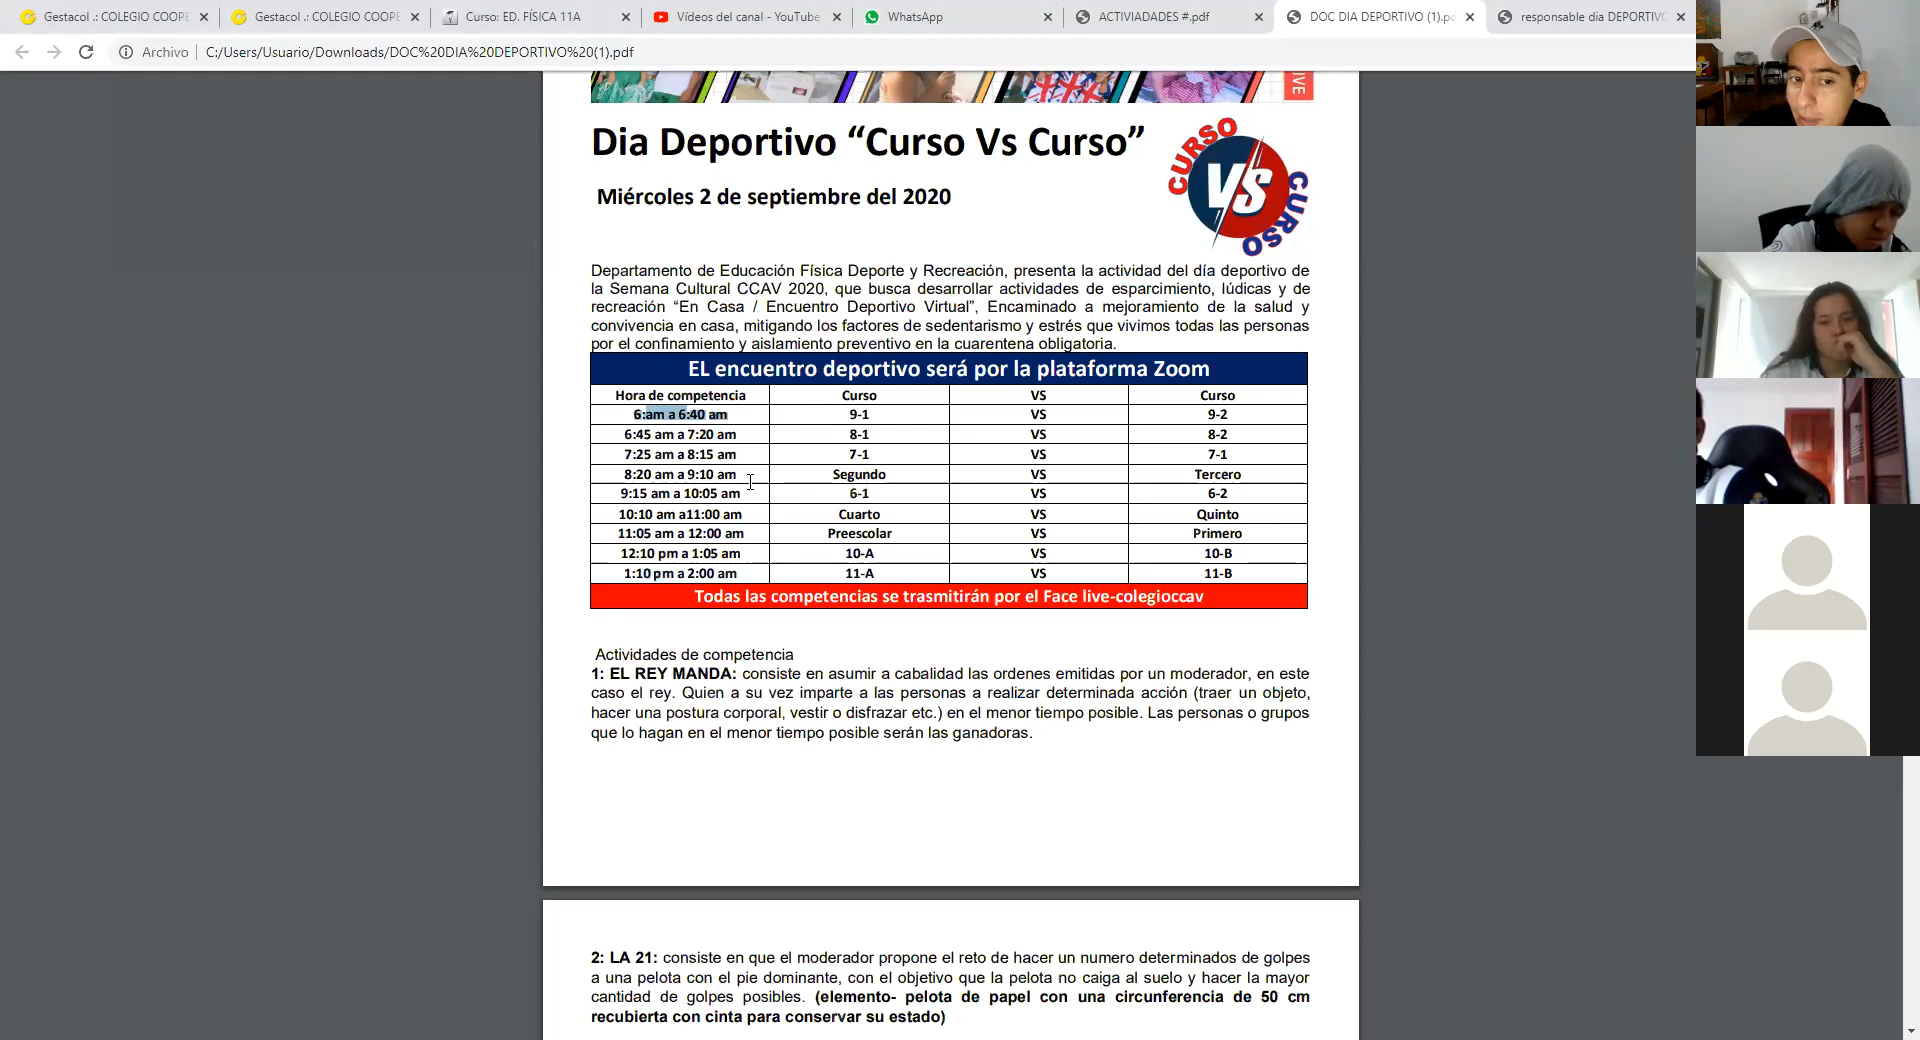 Gestacol .: COLEGIO COOPE
Gestacol .: COLEGIO COOPE
Curso: ED. FÍSICA 11A
Vídeos del canal - YouTube
WhatsApp
ACTIVIADADES #.pdf
DOC DIA DEPORTIVO (1).pd
responsable dia DEPORTIVO
Archivo
C:/Users/Usuario/Downloads/DOC%20DIA%20DEPORTIVO%20(1).pdf
IVE
Dia Deportivo “Curso Vs Curso”
CURSO
VS
CURSO
Miércoles 2 de septiembre del 2020
Departamento de Educación Física Deporte y Recreación, presenta la actividad del día deportivo de
la Semana Cultural CCAV 2020, que busca desarrollar actividades de esparcimiento, lúdicas y de
recreación “En Casa / Encuentro Deportivo Virtual”, Encaminado a mejoramiento de la salud y
convivencia en casa, mitigando los factores de sedentarismo y estrés que vivimos todas las personas
por el confinamiento y aislamiento preventivo en la cuarentena obligatoria.
EL encuentro deportivo será por la plataforma Zoom
Hora de competencia Curso VS Curso
6:am a 6:40 am 9-1 VS 9-2
6:45 am a 7:20 am 8-1 VS 8-2
7:25 am a 8:15 am 7-1 VS 7-1
8:20 am a 9:10 am Segundo VS Tercero
9:15 am a 10:05 am 6-1 VS 6-2
10:10 am a11:00 am Cuarto VS Quinto
11:05 am a 12:00 am Preescolar VS Primero
12:10 pm a 1:05 am 10-A VS 10-B
1:10 pm a 2:00 am 11-A VS 11-B
Todas las competencias se trasmitirán por el Face live-colegioccav
Actividades de competencia
1: EL REY MANDA: consiste en asumir a cabalidad las ordenes emitidas por un moderador, en este
caso el rey. Quien a su vez imparte a las personas a realizar determinada acción (traer un objeto,
hacer una postura corporal, vestir o disfrazar etc.) en el menor tiempo posible. Las personas o grupos
que lo hagan en el menor tiempo posible serán las ganadoras.
2: LA 21: consiste en que el moderador propone el reto de hacer un numero determinados de golpes
a una pelota con el pie dominante, con el objetivo que la pelota no caiga al suelo y hacer la mayor
cantidad de golpes posibles. (elemento- pelota de papel con una circunferencia de 50 cm
recubierta con cinta para conservar su estado)